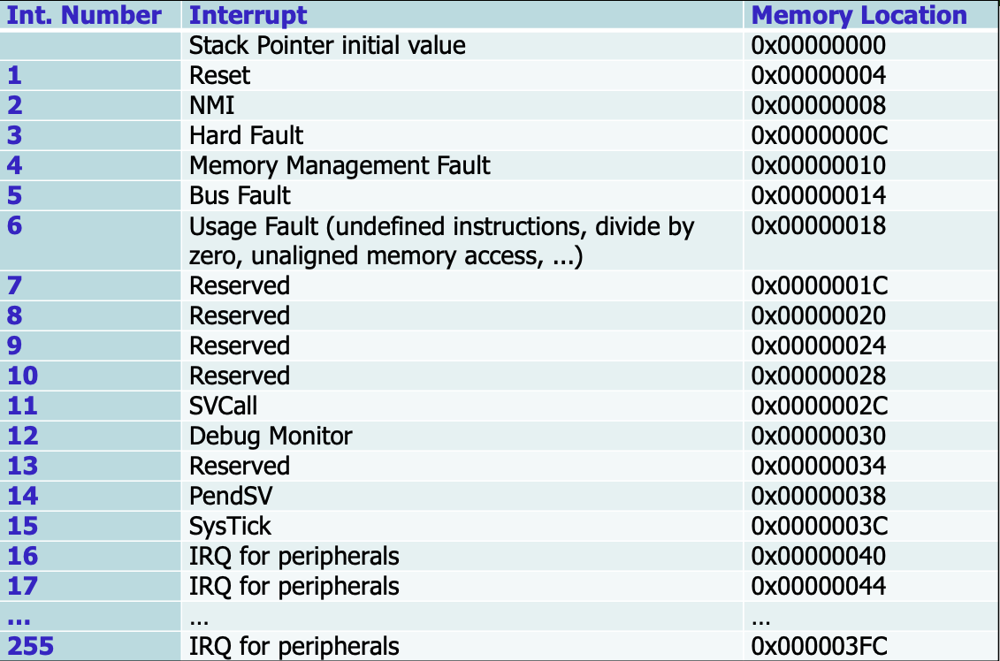 Int. Number Interrupt Memory Location
Stack Pointer initial value 0x00000000
1 Reset 0x00000004
2 NMI 0x00000008
3 Hard Fault 0x0000000C
4 Memory Management Fault 0x00000010
5 Bus Fault 0x00000014
6 Usage Fault (undefined instructions, divide by 0x00000018
zero, unaligned memory access, ...)
7 Reserved 0x0000001C
8 Reserved 0x00000020
9 Reserved 0x00000024
10 Reserved 0x00000028
11 SVCall 0x0000002C
12 Debug Monitor 0x00000030
13 Reserved 0x00000034
14 PendSV 0x00000038
15 SysTick 0x0000003C
16 IRQ for peripherals 0x00000040
17 IRQ for peripherals 0x00000044
... ... ...
255 IRQ for peripherals 0x000003FC